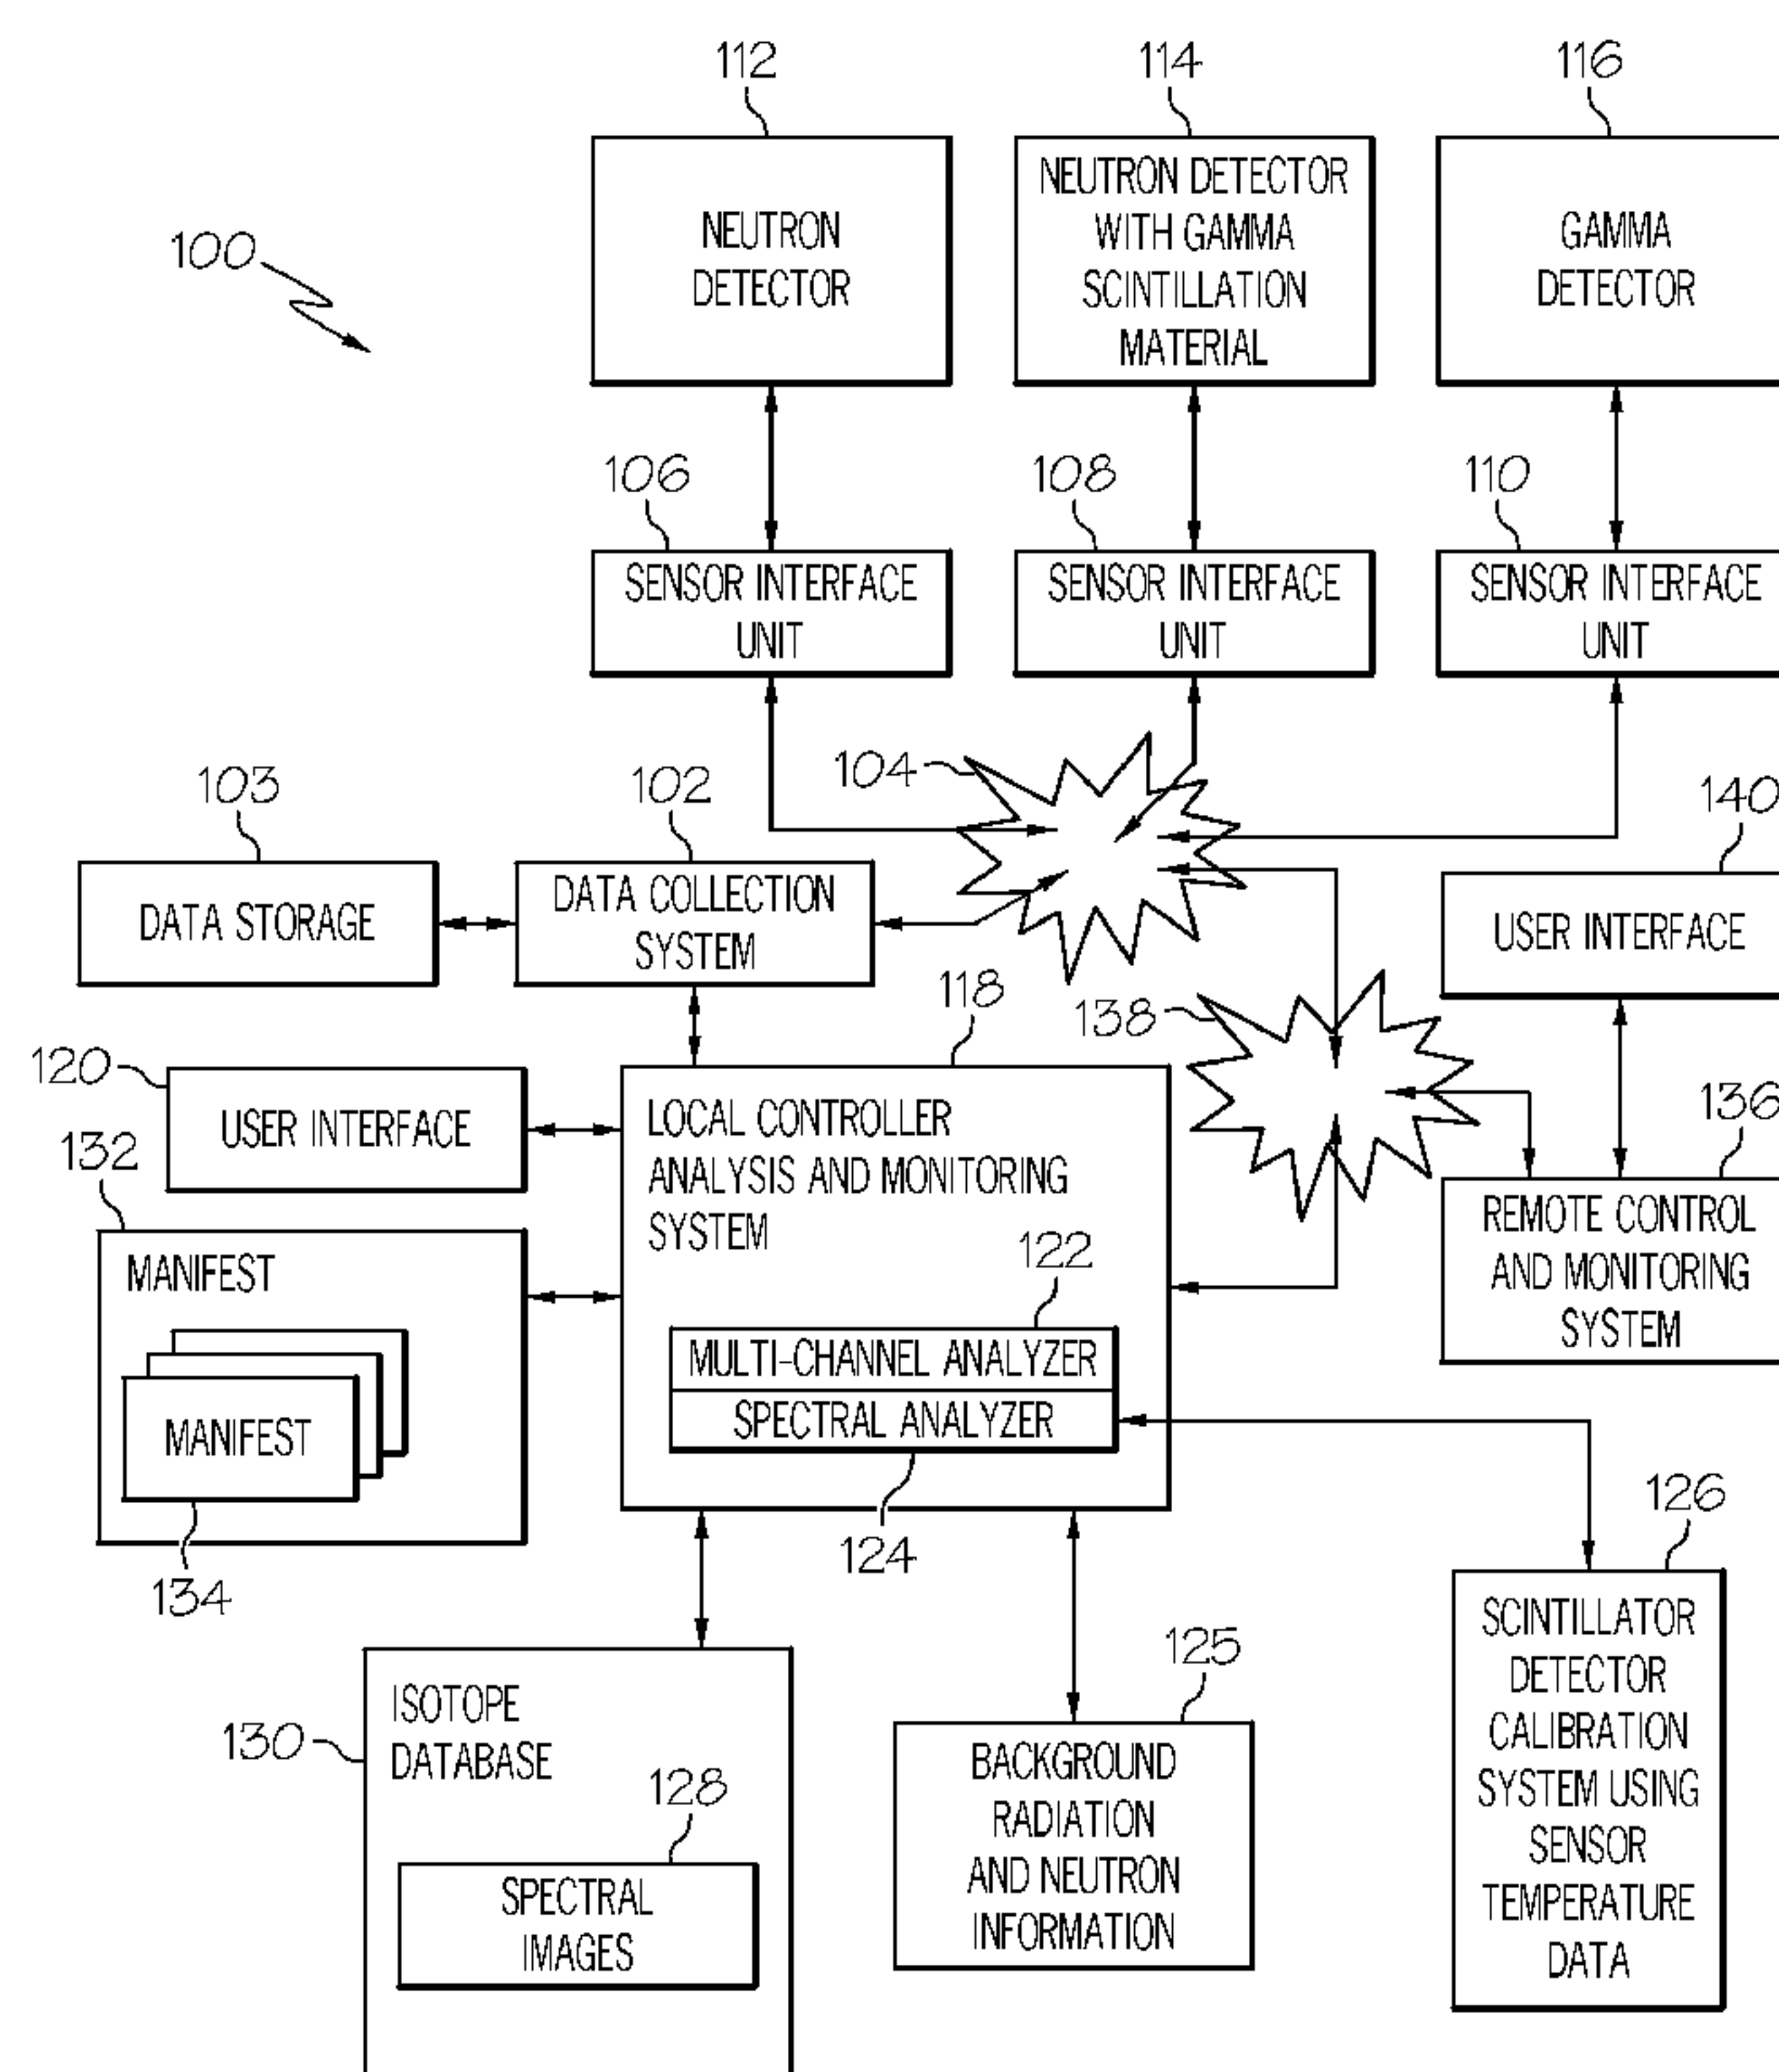 112
114
116
100
NEUTRON
DETECTOR
NEUTRON DETECTOR
WITH GAMMA
SCINTILLATION
MATERIAL
GAMMA
DETECTOR
106
108
110
SENSOR INTERFACE
UNIT
SENSOR INTERFACE
UNIT
SENSOR INTERFACE
UNIT
104
103
102
140
DATA STORAGE
DATA COLLECTION
SYSTEM
USER INTERFACE
118
138
120
USER INTERFACE
136
132
LOCAL CONTROLLER
ANALYSIS AND MONITORING
SYSTEM
REMOTE CONTROL
AND MONITORING
SYSTEM
MANIFEST
122
MULTI-CHANNEL ANALYZER
SPECTRAL ANALYZER
MANIFEST
124
126
134
125
SCINTILLATOR
DETECTOR
CALIBRATION
SYSTEM USING
SENSOR
TEMPERATURE
DATA
130
ISOTOPE
DATABASE
128
BACKGROUND
RADIATION
AND NEUTRON
INFORMATION
SPECTRAL
IMAGES